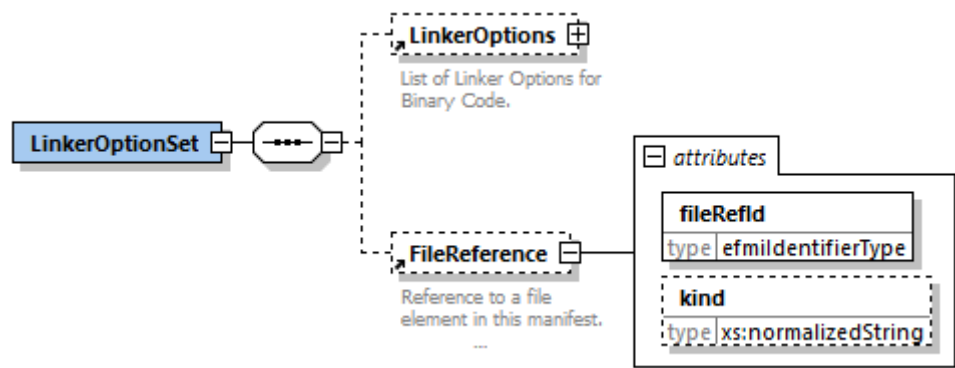 LinkerOptions
List of Linker Options for
Binary Code.
LinkerOptionSet
attributes
fileRefId
type efmiIdentifierType
FileReference
kind
Reference to a file
element in this manifest.
...
type xs:normalizedString